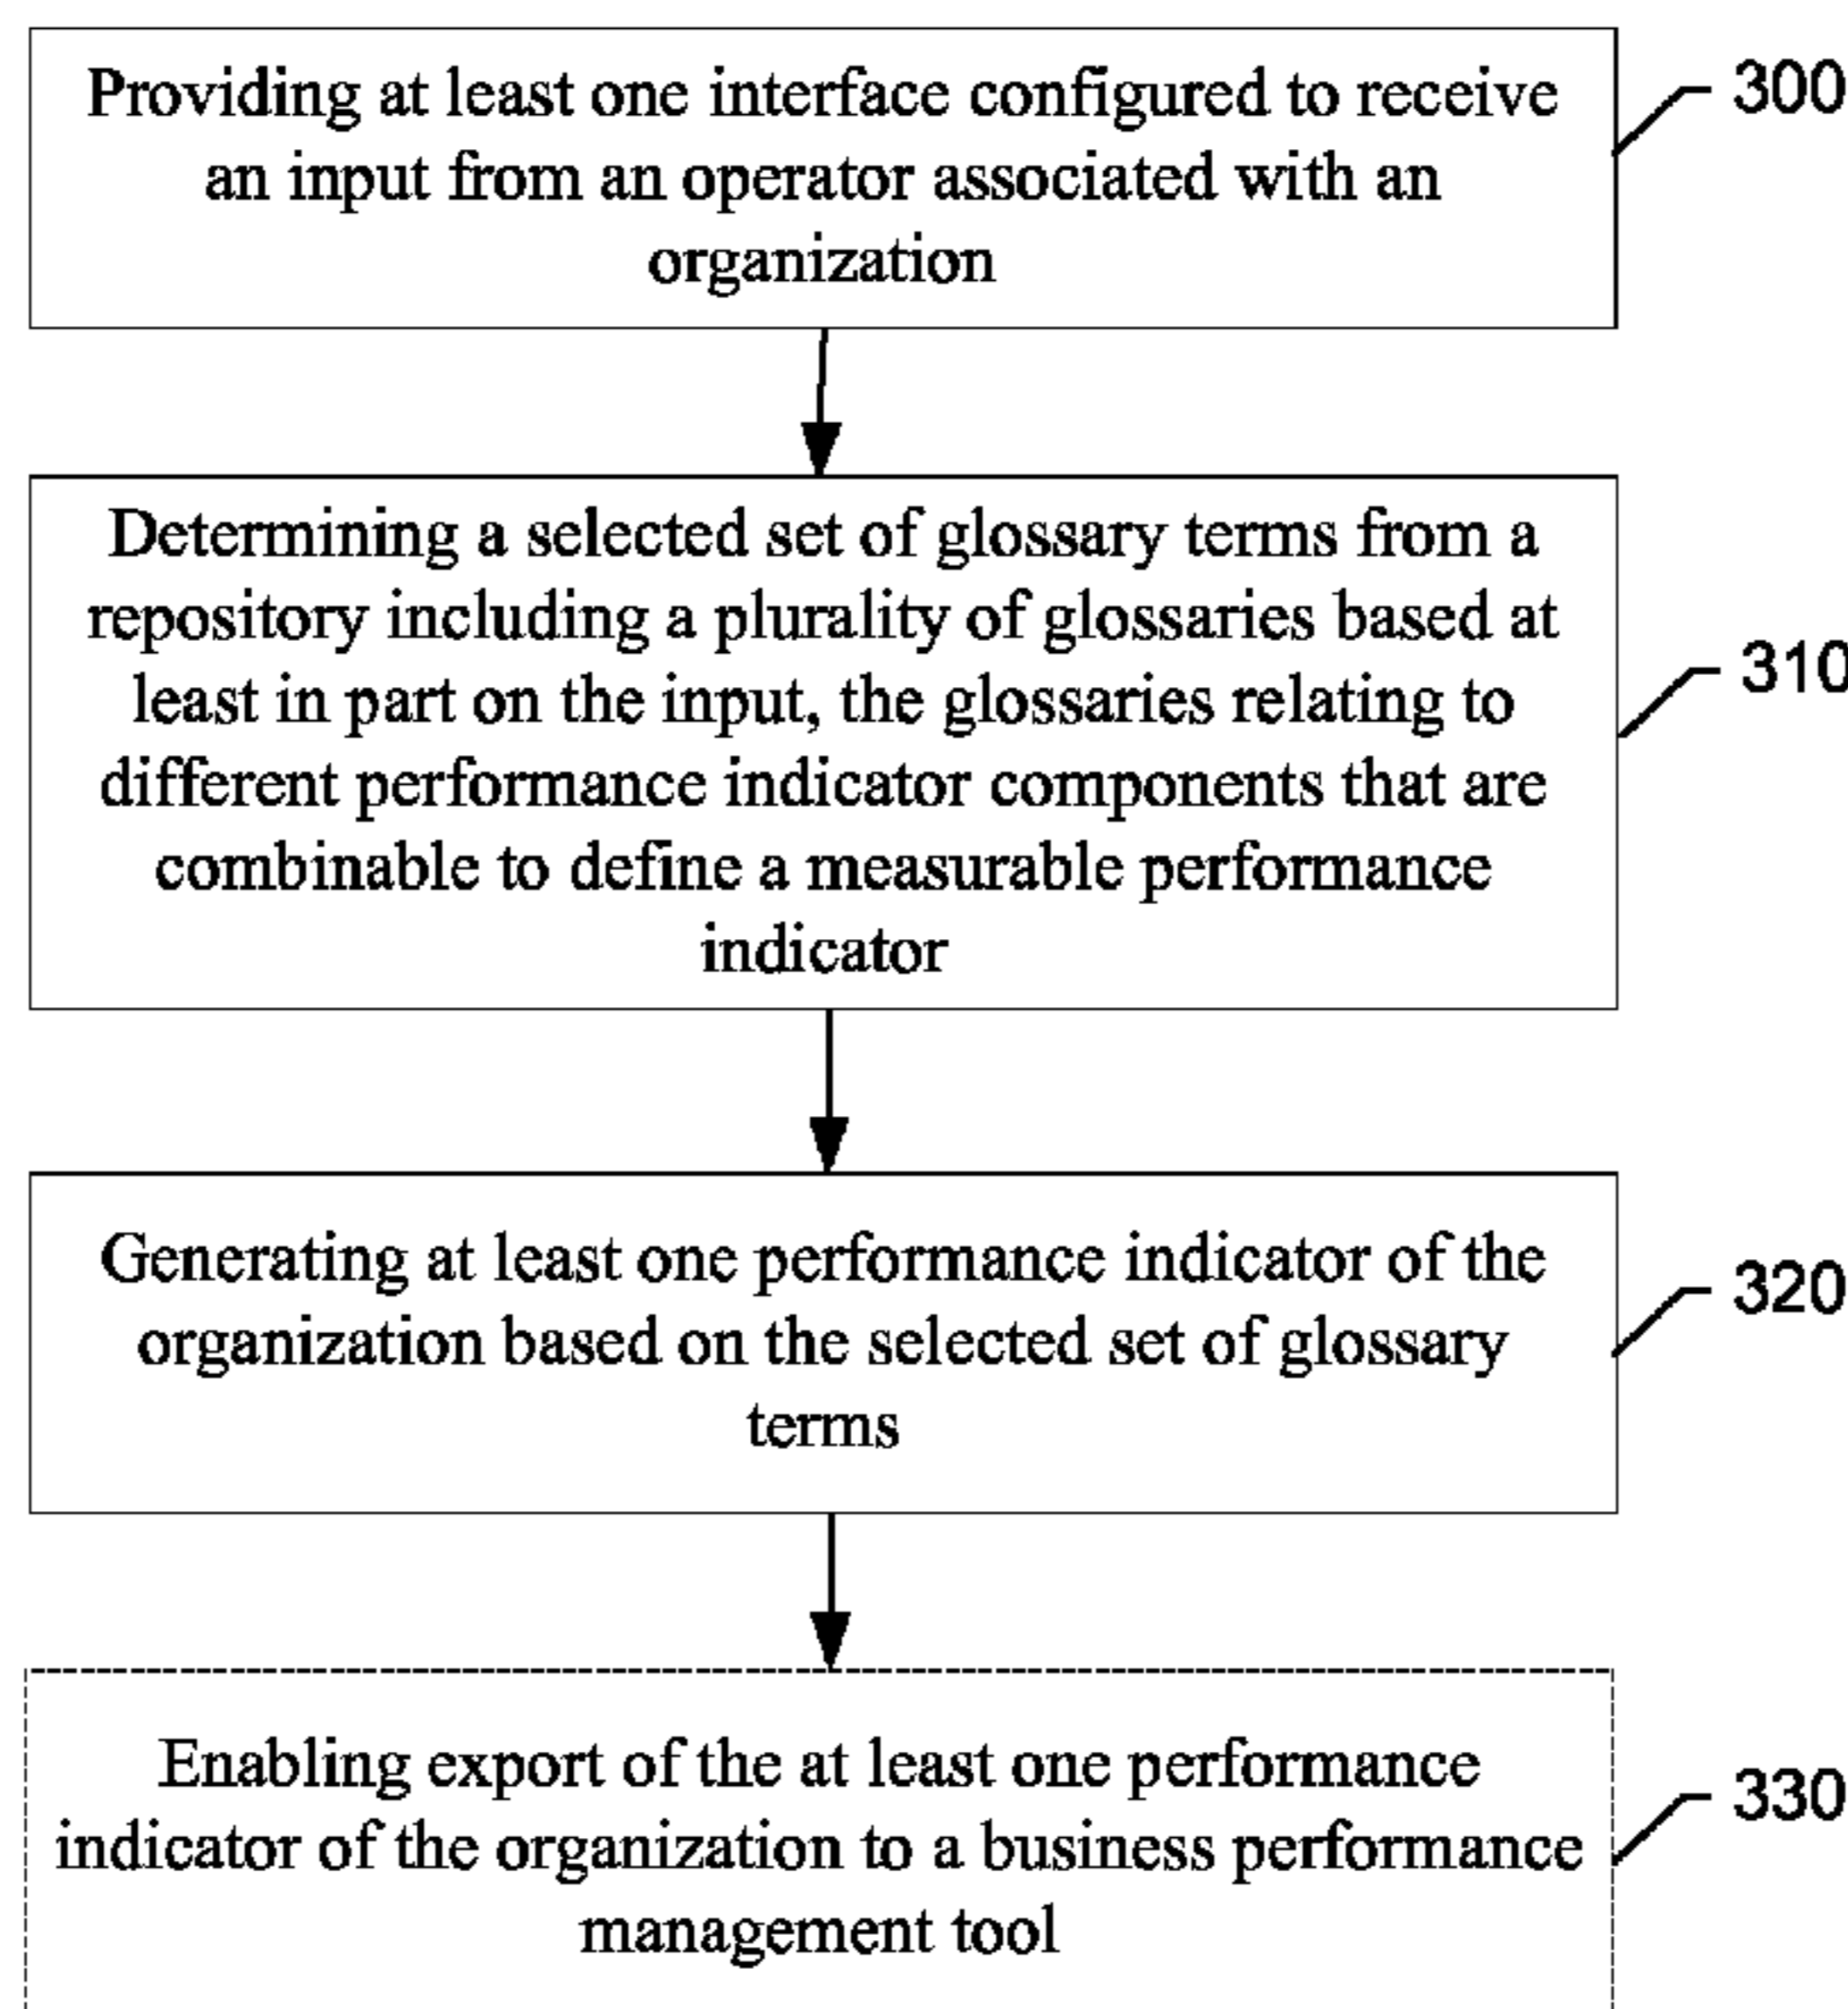 Providing at least one interface configured to receive
an input from an operator associated with an
organization
300
Determining a selected set of glossary terms from a
repository including a plurality of glossaries based at
least in part on the input, the glossaries relating to
different performance indicator components that are
combinable to define a measurable performance
indicator
310
Generating at least one performance indicator of the
organization based on the selected set of glossary
terms
320
Enabling export of the at least one performance
indicator of the organization to a business performance
management tool
330